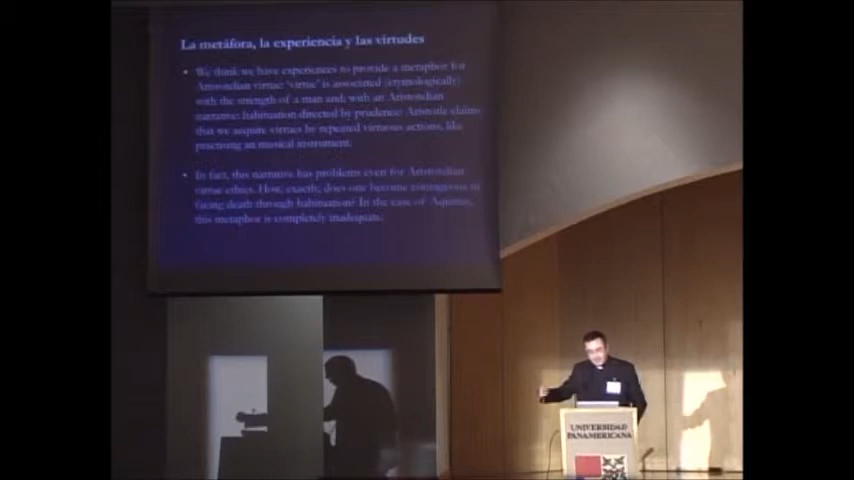 La metáfora, la experiencia y las virtudes
• We think we have experiences to provide a metaphor for
Aristotelian virtue: 'virtue' is associated (etymologically)
with the strength of a man and, with an Aristotelian
narrative: habituation directed by prudence: Aristotle claims
that we acquire virtues by repeated virtuous actions, like
practising an musical instrument.
• In fact, this narrative has problems even for Aristotelian
virtue ethics. How, exactly, does one become courageous in
facing death through habituation? In the case of Aquinas,
this metaphor is completely inadequate.
UNIVERSIDAD
PANAMERICANA